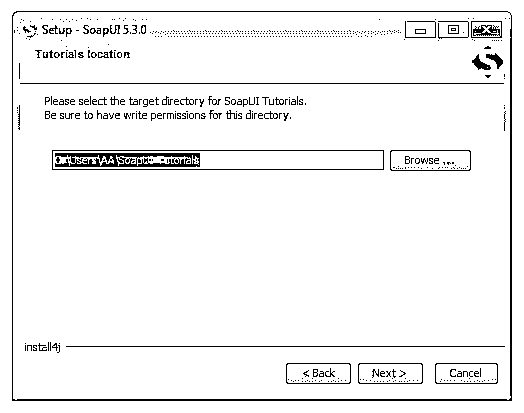 Setup - SoapUI 5.3.0
Tutorials location
Please select the target directory for SoapUI Tutorials.
Be sure to have write permissions for this directory.
C:\Users\AA\SoapUI-Tutorials
Browse ...
install4j
< Back
Next >
Cancel